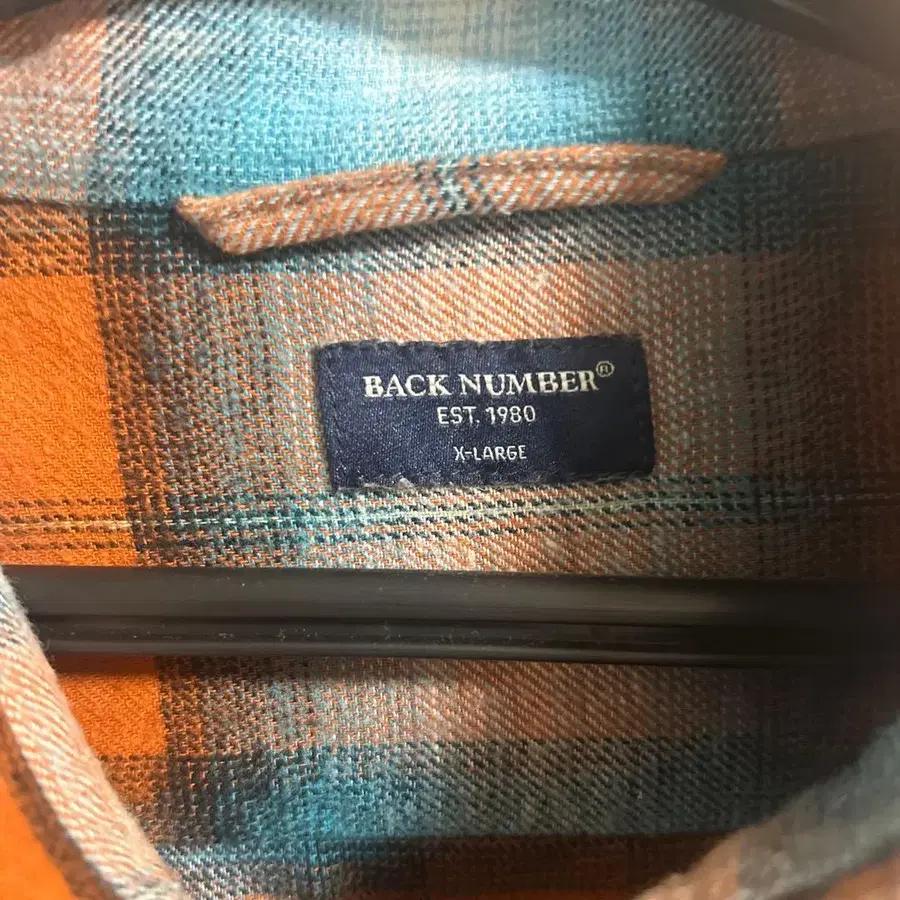 BACK NUMBER®
EST. 1980
X-LARGE